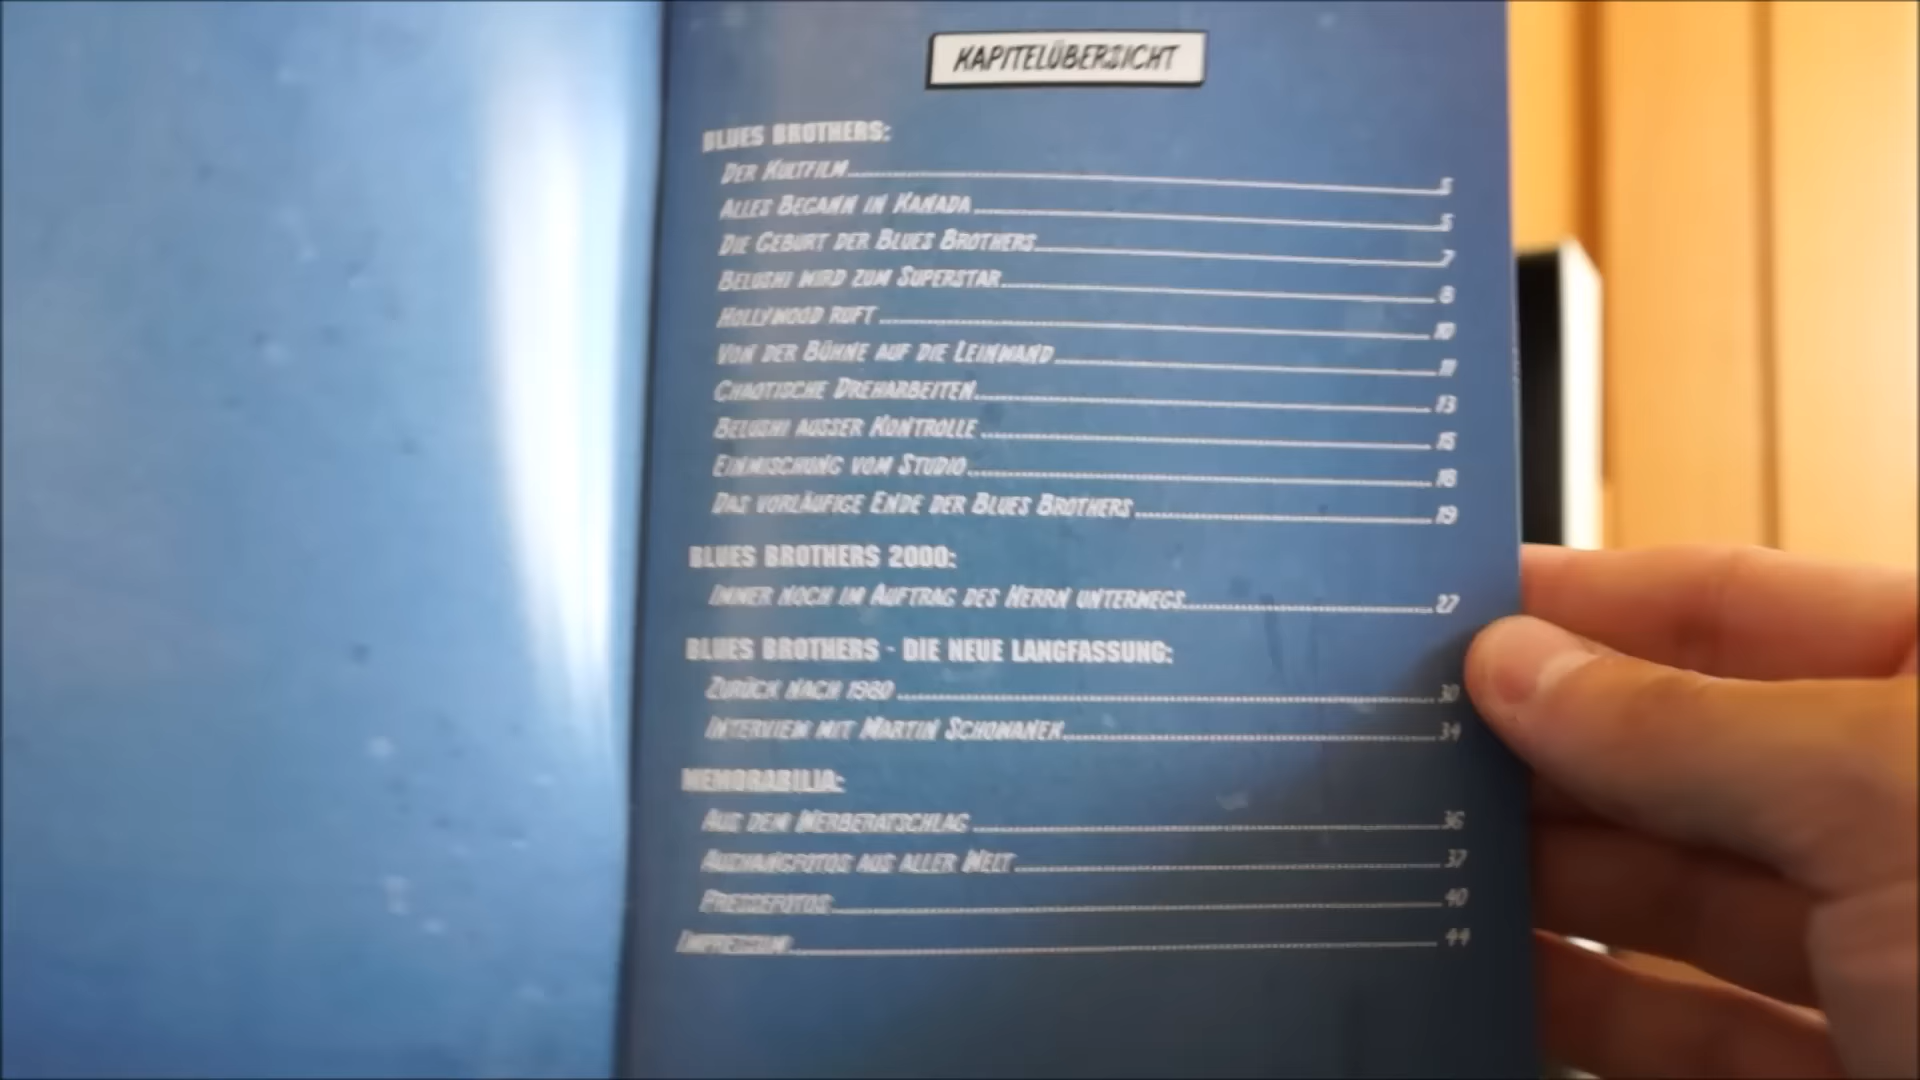 KAPITELÜBERSICHT
BLUES BROTHERS:
DER KULTFILM 5
ALLES BEGANN IN KANADA 5
DIE GEBURT DER BLUES BROTHERS 7
BELUSHI WIRD ZUM SUPERSTAR 8
HOLLYWOOD RUFT 10
VON DER BÜHNE AUF DIE LEINWAND 11
CHAOTISCHE DREHARBEITEN 13
BELUSHI AUSSER KONTROLLE 15
EINMISCHUNG VOM STUDIO 18
DAS VORLÄUFIGE ENDE DER BLUES BROTHERS 19
BLUES BROTHERS 2000:
IMMER NOCH IM AUFTRAG DES HERRN UNTERWEGS 27
BLUES BROTHERS - DIE NEUE LANGFASSUNG:
ZURÜCK NACH 1980 30
INTERVIEW MIT MARTIN SCHOWANEK 34
MEMORABILIA:
AUS DEM WERBERATSCHLAG 36
AUSHANGFOTOS AUS ALLER WELT 37
PRESSEFOTOS 40
IMPRESSUM 44